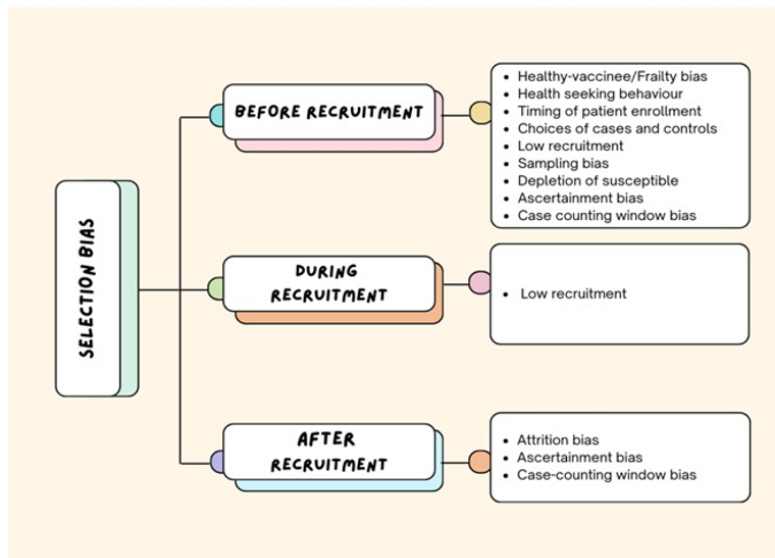 SELECTION BIAS
BEFORE RECRUITMENT
• Healthy-vaccinee/Frailty bias
• Health seeking behaviour
• Timing of patient enrollment
• Choices of cases and controls
• Low recruitment
• Sampling bias
• Depletion of susceptible
• Ascertainment bias
• Case counting window bias
DURING
RECRUITMENT
• Low recruitment
AFTER
RECRUITMENT
• Attrition bias
• Ascertainment bias
• Case-counting window bias